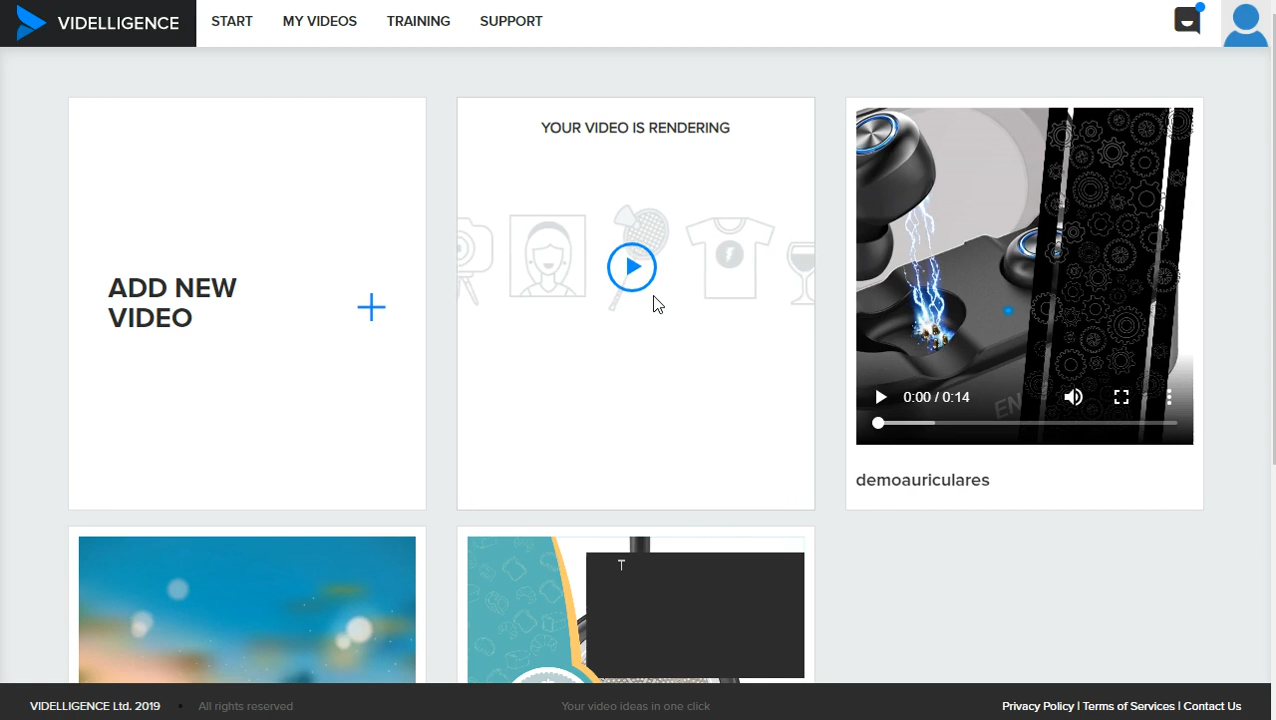 VIDELLIGENCE
START
MY VIDEOS
TRAINING
SUPPORT
ADD NEW
VIDEO
YOUR VIDEO IS RENDERING
EN
0:00 / 0:14
demoauriculares
T
VIDELLIGENCE Ltd. 2019 • All rights reserved
Your video ideas in one click
Privacy Policy | Terms of Services | Contact Us